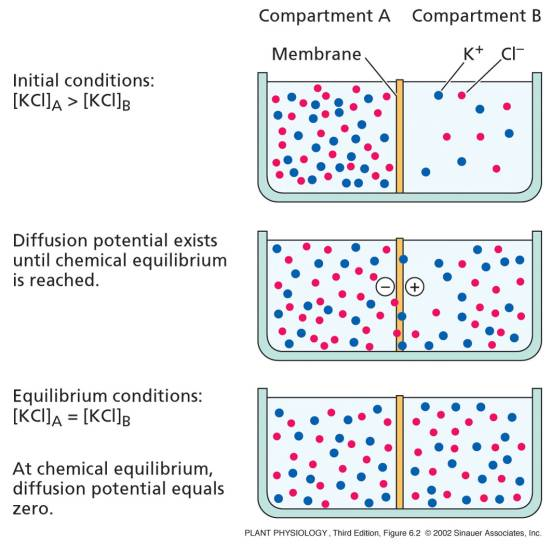 Compartment A Compartment B
Membrane K⁺ Cl⁻
Initial conditions:
[KCl]A > [KCl]B
Diffusion potential exists
until chemical equilibrium
is reached.
− +
Equilibrium conditions:
[KCl]A = [KCl]B
At chemical equilibrium,
diffusion potential equals
zero.
PLANT PHYSIOLOGY, Third Edition, Figure 6.2 © 2002 Sinauer Associates, Inc.